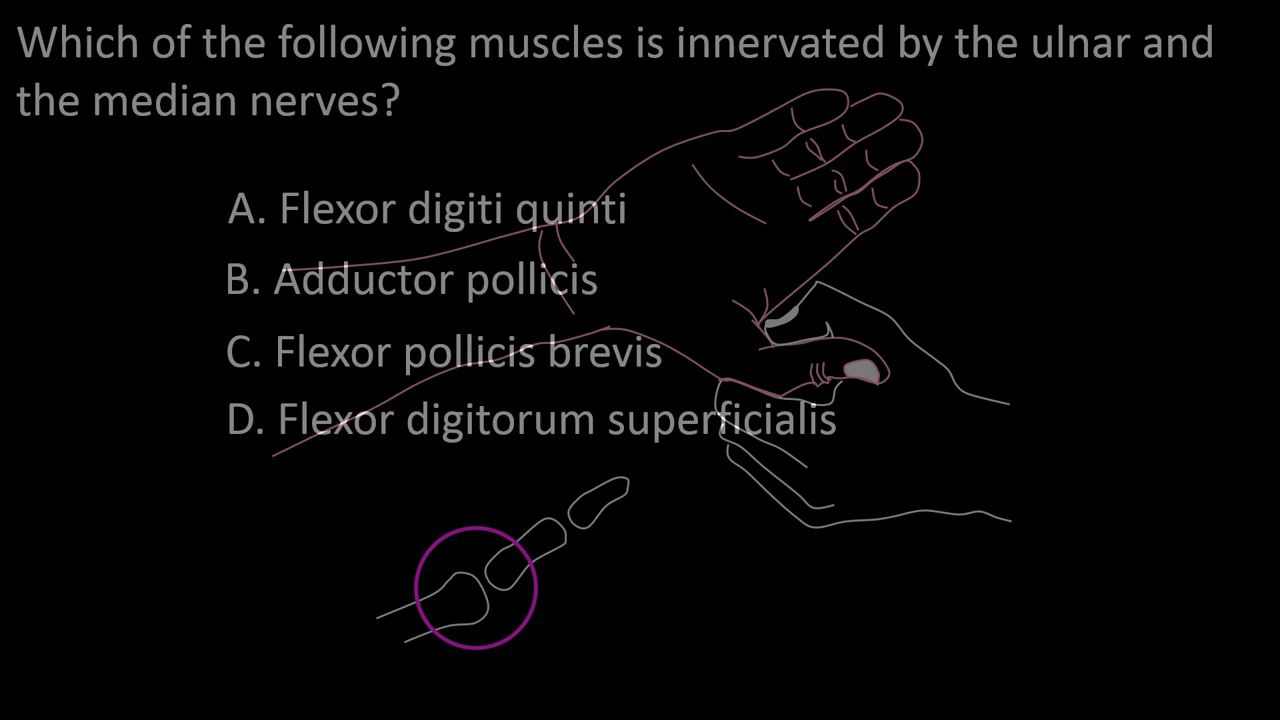 Which of the following muscles is innervated by the ulnar and
the median nerves?
A. Flexor digiti quinti
B. Adductor pollicis
C. Flexor pollicis brevis
D. Flexor digitorum superficialis